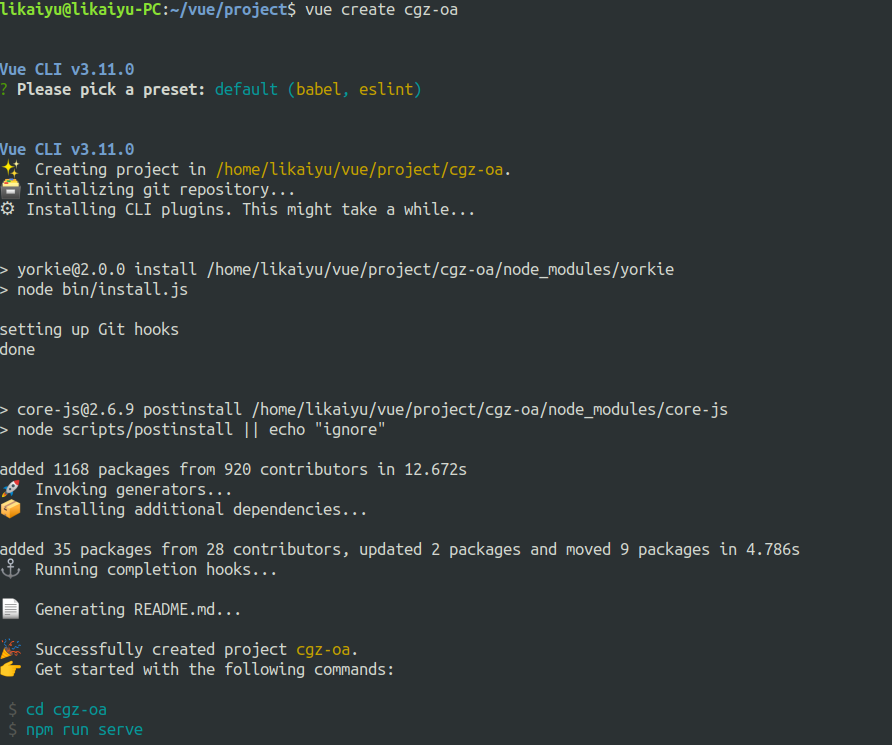 likaiyu@likaiyu-PC:~/vue/project$ vue create cgz-oa
Vue CLI v3.11.0
? Please pick a preset: default (babel, eslint)
Vue CLI v3.11.0
✨  Creating project in /home/likaiyu/vue/project/cgz-oa.
🗃 Initializing git repository...
⚙ Installing CLI plugins. This might take a while...
> yorkie@2.0.0 install /home/likaiyu/vue/project/cgz-oa/node_modules/yorkie
> node bin/install.js
setting up Git hooks
done
> core-js@2.6.9 postinstall /home/likaiyu/vue/project/cgz-oa/node_modules/core-js
> node scripts/postinstall || echo "ignore"
added 1168 packages from 920 contributors in 12.672s
🚀  Invoking generators...
📦  Installing additional dependencies...
added 35 packages from 28 contributors, updated 2 packages and moved 9 packages in 4.786s
⚓  Running completion hooks...
📄  Generating README.md...
🎉  Successfully created project cgz-oa.
👉  Get started with the following commands:
$ cd cgz-oa
$ npm run serve